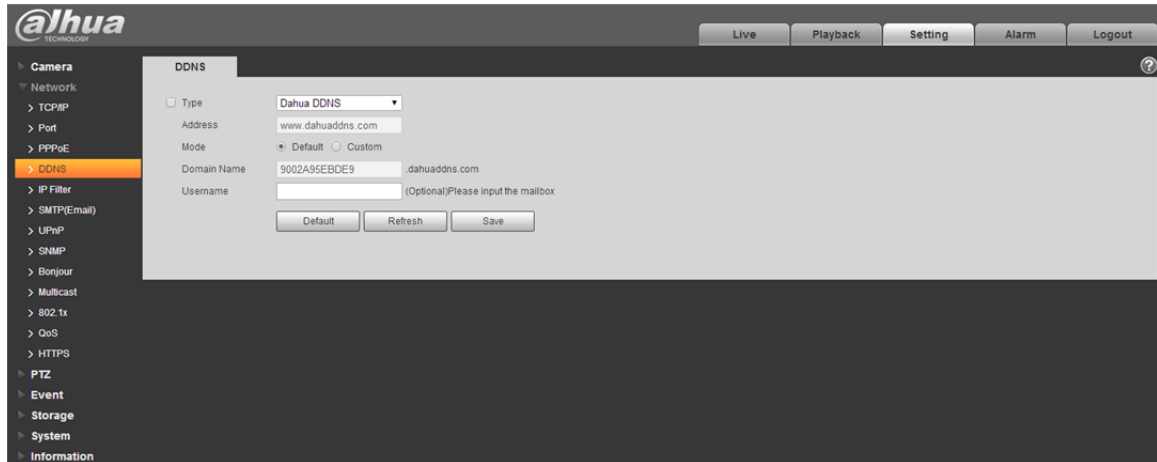 alhua
TECHNOLOGY
Live Playback Setting Alarm Logout
Camera
Network
TCP/IP
Port
PPPoE
DDNS
IP Filter
SMTP(Email)
UPnP
SNMP
Bonjour
Multicast
802.1x
QoS
HTTPS
PTZ
Event
Storage
System
Information
DDNS
?
Type Dahua DDNS
Address www.dahuaddns.com
Mode Default Custom
Domain Name 9002A95EBDE9 .dahuaddns.com
Username (Optional)Please input the mailbox
Default Refresh Save